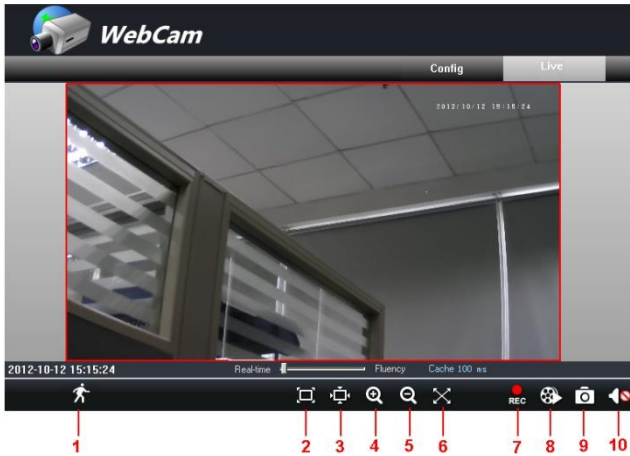 WebCam
Config Live
2012/10/12 15:15:24
2012-10-12 15:15:24 Real-time Fluency Cache 100 ms
REC
1 2 3 4 5 6 7 8 9 10